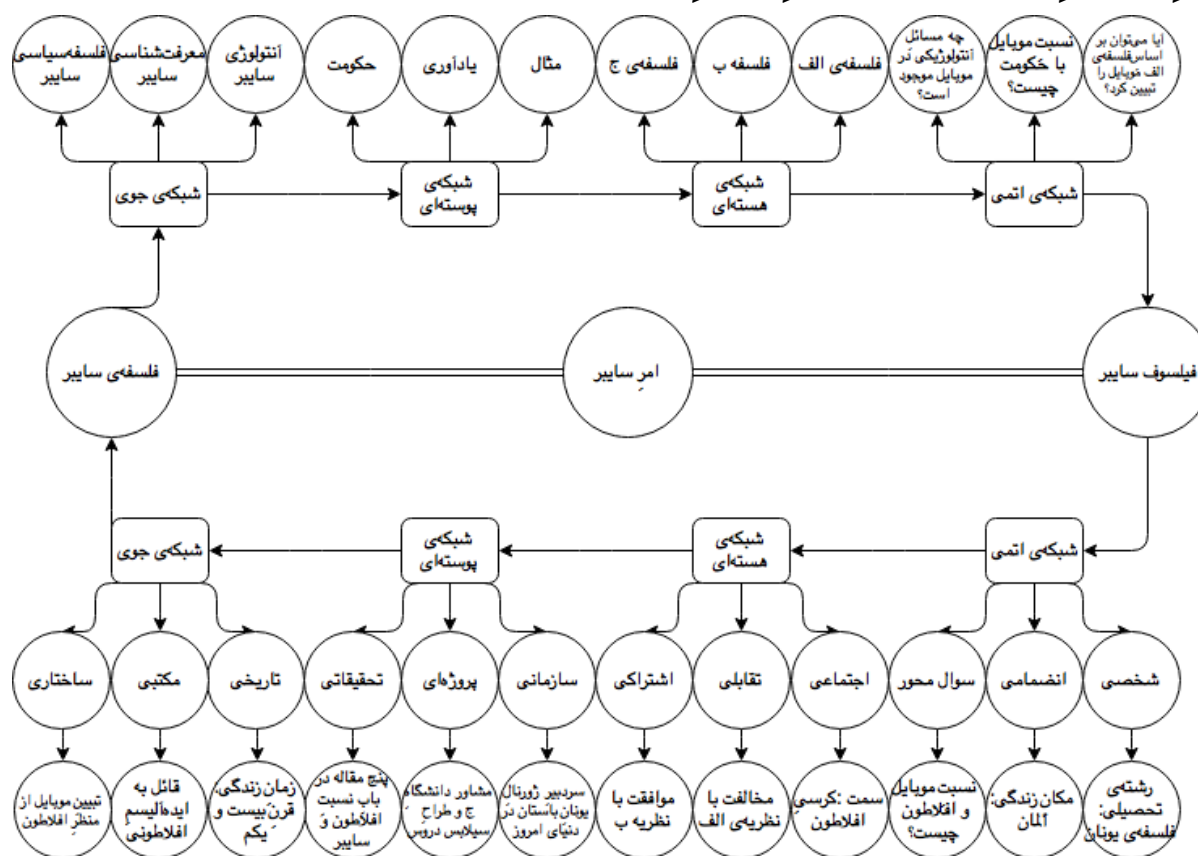 آیا می‌توان بر
اساس فلسفه‌ی
الف موبایل را
تبیین کرد؟
نسبت موبایل
با حکومت
چیست؟
چه مسائل
آنتولوژیکی در
موبایل موجود
است؟
فلسفه‌ی الف
فلسفه ب
فلسفه‌ی ج
مثال
یادآوری
حکومت
آنتولوژی
سایبر
معرفت‌شناسی
سایبر
فلسفه‌سیاسی
سایبر
شبکه‌ی اتمی
شبکه‌ی
هسته‌ای
شبکه‌ی
پوسته‌ای
شبکه‌ی جوی
فیلسوف سایبر
امرِ سایبر
فلسفه‌ی سایبر
شبکه‌ی اتمی
شبکه‌ی
هسته‌ای
شبکه‌ی
پوسته‌ای
شبکه‌ی جوی
شخصی
انضمامی
سوال محور
اجتماعی
تقابلی
اشتراکی
سازمانی
پروژه‌ای
تحقیقاتی
تاریخی
مکتبی
ساختاری
رشته‌ی
تحصیلی:
فلسفه‌ی یونان
مکان زندگی:
آلمان
نسبت موبایل
و افلاطون
چیست؟
سمت :کرسیِ
افلاطون
مخالفت با
نظریه‌ی الف
موافقت با
نظریه ب
سردبیر ژورنال
یونان باستان در
دنیای امروز
مشاور دانشگاه
ج و طراحِ
سیلابس دروس
پنج مقاله در
باب نسبت
افلاطون و
سایبر
زمان زندگی:
قرن بیست و
یکم
قائل به
ایده‌آلیسمِ
افلاطونی
تبیین موبایل از
منظرِ افلاطون